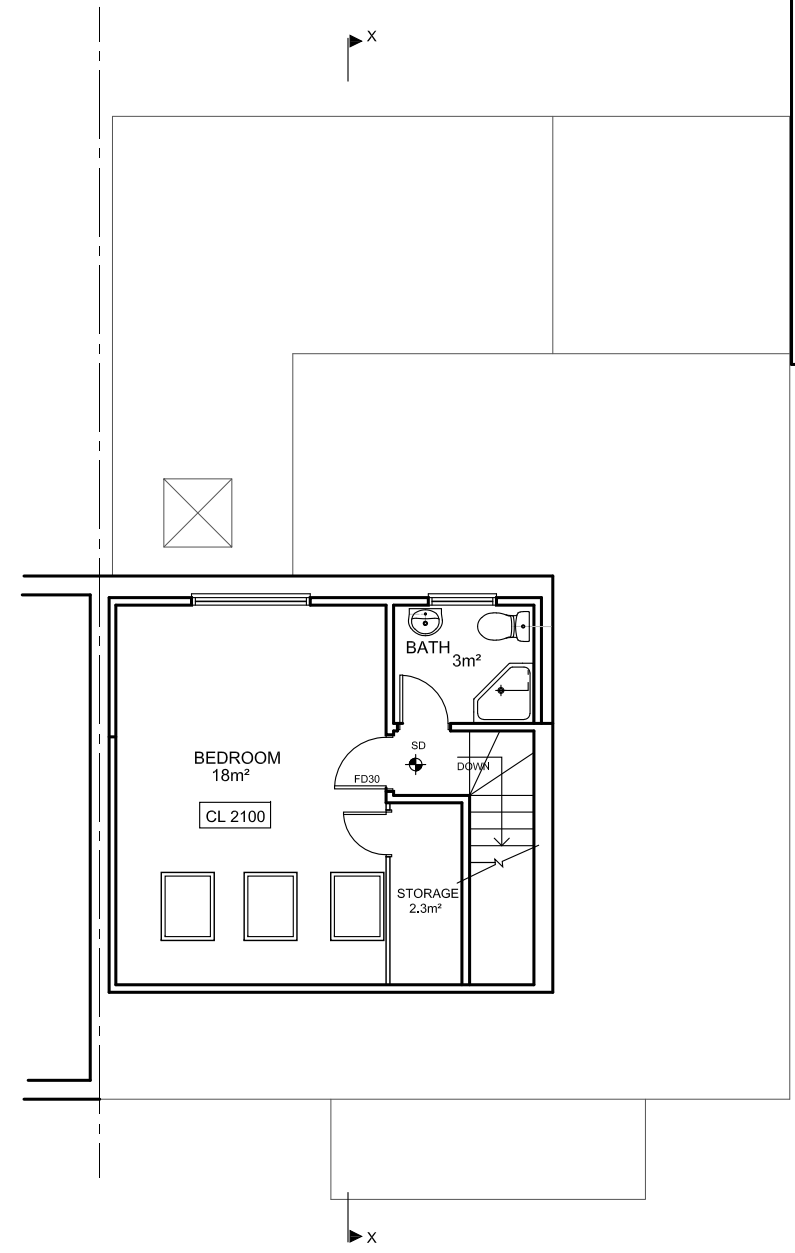 X
BATH
3m²
SD
BEDROOM
18m²
DOWN
FD30
CL 2100
STORAGE
2.3m²
X